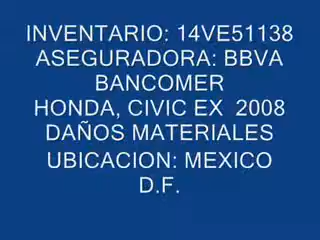 INVENTARIO: 14VE51138
ASEGURADORA: BBVA
BANCOMER
HONDA, CIVIC EX  2008
DAÑOS MATERIALES
UBICACION: MEXICO
D.F.